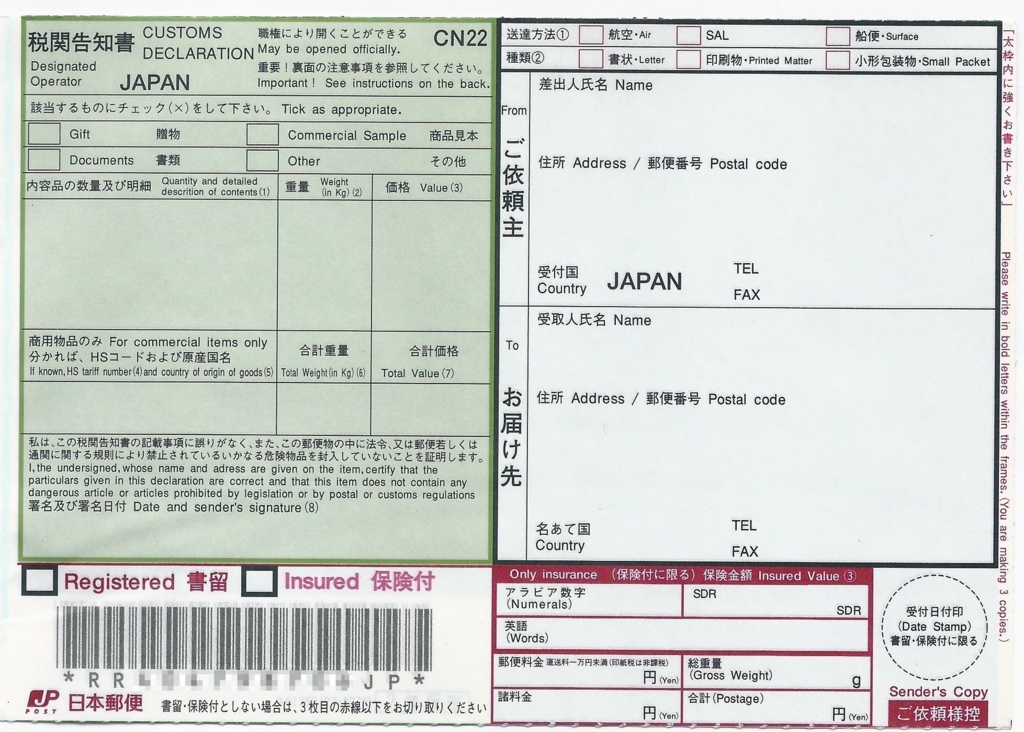 税関告知書 CUSTOMS DECLARATION
職権により開くことができる
May be opened officially.
CN22
Designated Operator JAPAN
重要！裏面の注意事項を参照してください。
Important！ See instructions on the back.
該当するものにチェック(×)をして下さい。 Tick as appropriate.
Gift 贈物 Commercial Sample 商品見本
Documents 書類 Other その他
内容品の数量及び明細 Quantity and detailed descrition of contents(1) 重量 Weight (in Kg)(2) 価格 Value(3)
商用物品のみ For commercial items only
分かれば、HSコードおよび原産国名
If known,HS tariff number(4)and country of origin of goods(5)
合計重量
Total Weight(in Kg)(6)
合計価格
Total Value(7)
私は、この税関告知書の記載事項に誤りがなく、また、この郵便物の中に法令、又は郵便若しくは
通関に関する規則により禁止されているいかなる危険物品を封入していないことを証明します。
I,the undersigned,whose name and adress are given on the item,certify that the
particulars given in this declaration are correct and that this item does not contain any
dangerous article or articles prohibited by legislation or by postal or customs regulations
署名及び署名日付 Date and sender's signature(8)
送達方法① 航空・Air SAL 船便・Surface
種類② 書状・Letter 印刷物・Printed Matter 小形包装物・Small Packet
From
ご依頼主
差出人氏名 Name
住所 Address / 郵便番号 Postal code
受付国
Country JAPAN
TEL
FAX
To
お届け先
受取人氏名 Name
住所 Address / 郵便番号 Postal code
名あて国
Country
TEL
FAX
「太枠内に強くお書き下さい」 Please write in bold letters within the frames. (You are making 3 copies.)
Registered 書留 Insured 保険付
*RR JP*
JP POST 日本郵便 書留・保険付としない場合は、3枚目の赤線以下をお切り取りください
Only insurance （保険付に限る）保険金額 Insured Value③
アラビア数字
(Numerals)
SDR
SDR
英語
(Words)
郵便料金 運送料一万円未満(印紙税は非課税)
円(Yen)
総重量
(Gross Weight) g
諸料金
円(Yen)
合計(Postage)
円(Yen)
受付日付印
(Date Stamp)
書留・保険付に限る
Sender's Copy
ご依頼様控